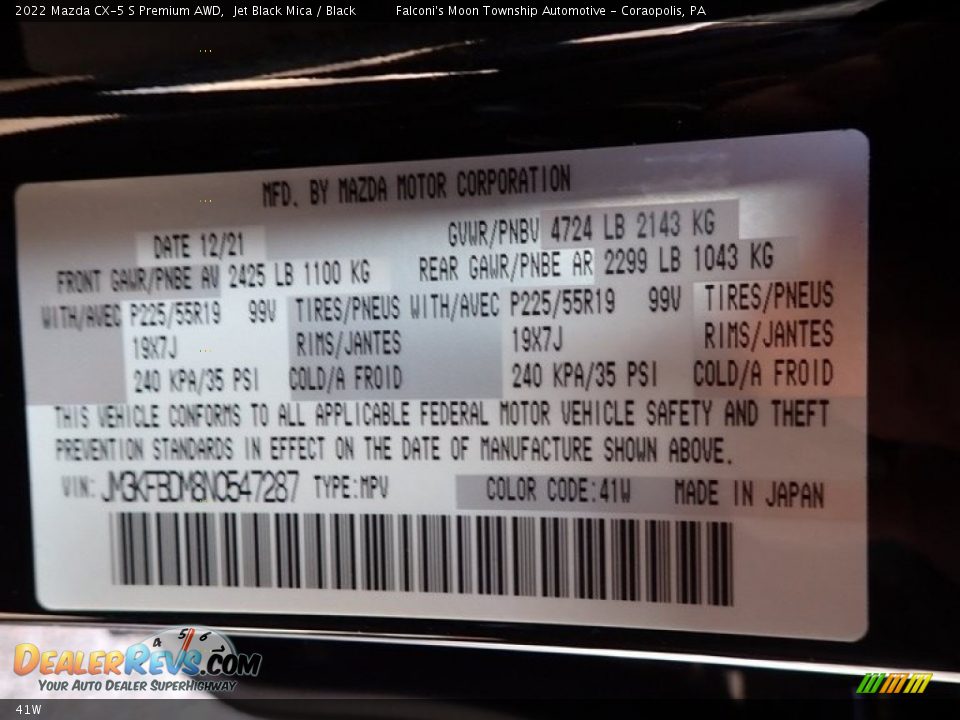 2022 Mazda CX-5 S Premium AWD, Jet Black Mica / Black Falconi's Moon Township Automotive - Coraopolis, PA
MFD. BY MAZDA MOTOR CORPORATION
DATE 12/21 GVWR/PNBV 4724 LB 2143 KG
FRONT GAWR/PNBE AV 2425 LB 1100 KG REAR GAWR/PNBE AR 2299 LB 1043 KG
WITH/AVEC P225/55R19 99V TIRES/PNEUS WITH/AVEC P225/55R19 99V TIRES/PNEUS
19X7J RIMS/JANTES 19X7J RIMS/JANTES
240 KPA/35 PSI COLD/A FROID 240 KPA/35 PSI COLD/A FROID
THIS VEHICLE CONFORMS TO ALL APPLICABLE FEDERAL MOTOR VEHICLE SAFETY AND THEFT
PREVENTION STANDARDS IN EFFECT ON THE DATE OF MANUFACTURE SHOWN ABOVE.
VIN: JM3KFBDM8N0547287 TYPE:MPV COLOR CODE:41W MADE IN JAPAN
4 5 6
DEALERREVS.COM
YOUR AUTO DEALER SUPERHIGHWAY
41W